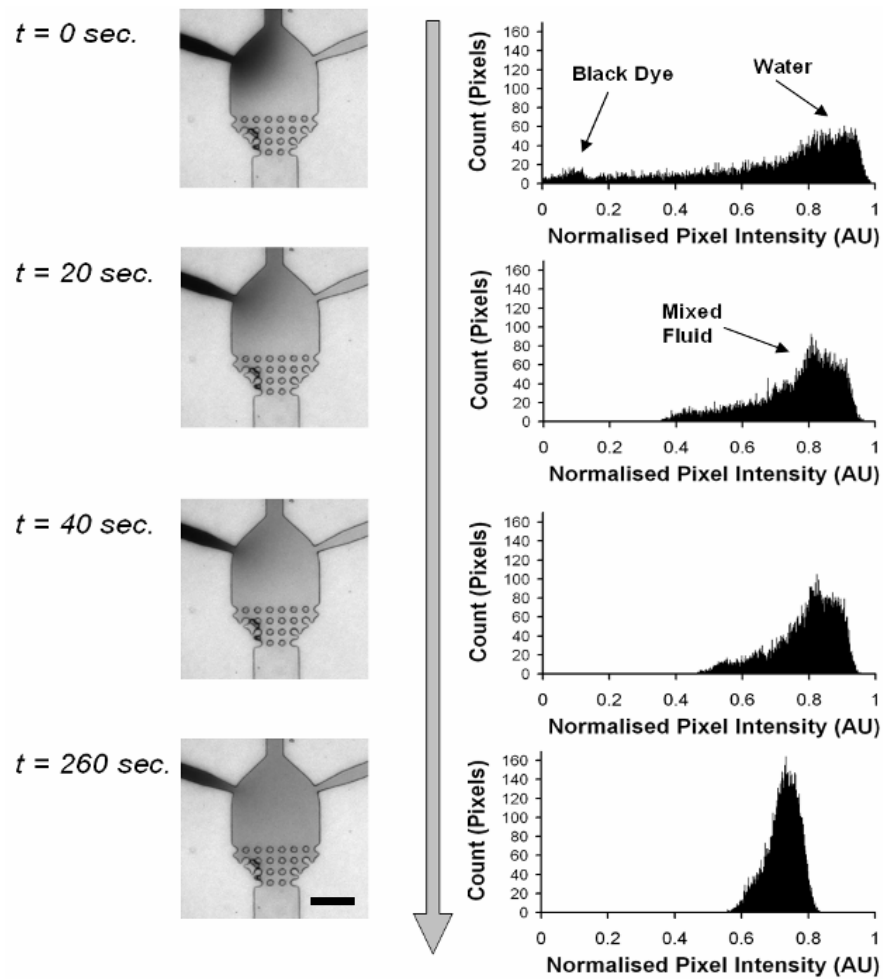 t = 0 sec.
160
140
120
100
80
60
40
20
0
Count (Pixels)
Black Dye
Water
0 0.2 0.4 0.6 0.8 1
Normalised Pixel Intensity (AU)
t = 20 sec.
160
140
120
100
80
60
40
20
0
Count (Pixels)
Mixed
Fluid
0 0.2 0.4 0.6 0.8 1
Normalised Pixel Intensity (AU)
t = 40 sec.
160
140
120
100
80
60
40
20
0
Count (Pixels)
0 0.2 0.4 0.6 0.8 1
Normalised Pixel Intensity (AU)
t = 260 sec.
160
140
120
100
80
60
40
20
0
Count (Pixels)
0 0.2 0.4 0.6 0.8 1
Normalised Pixel Intensity (AU)